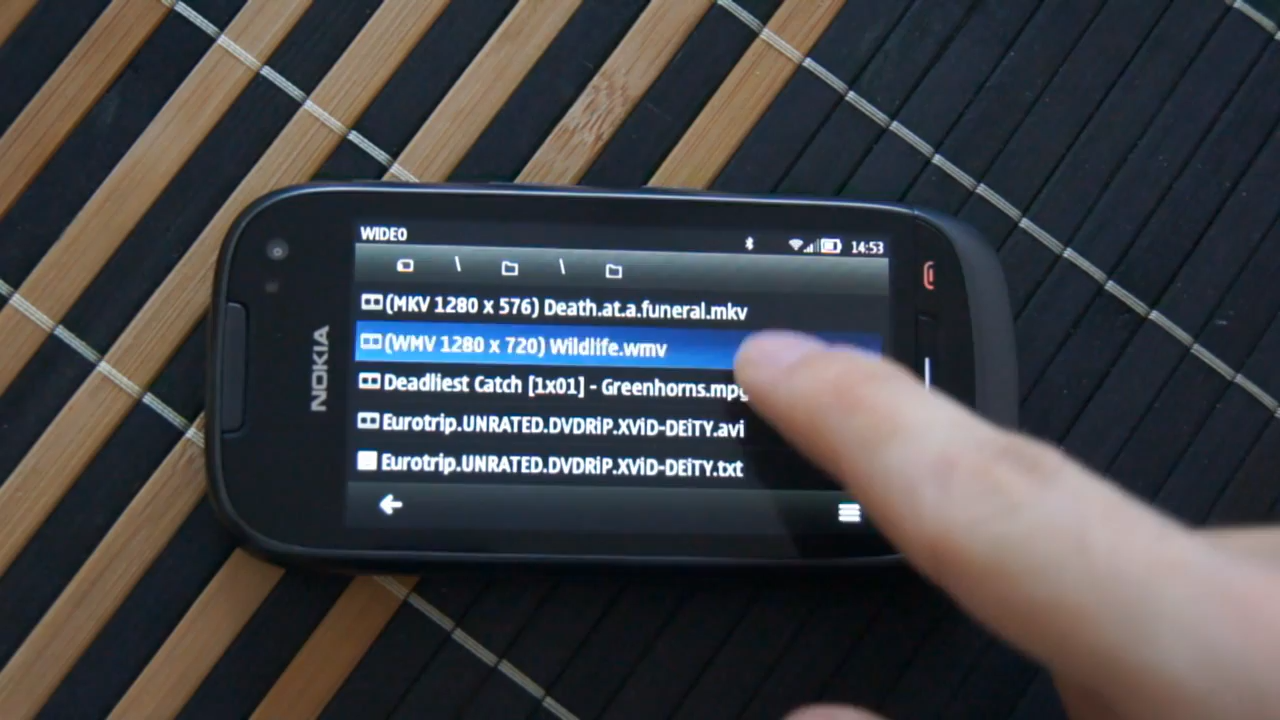 WIDEO
14:53
\ \
(MKV 1280 x 576) Death.at.a.funeral.mkv
(WMV 1280 x 720) Wildlife.wmv
Deadliest Catch [1x01] - Greenhorns.mpg
Eurotrip.UNRATED.DVDRiP.XViD-DEiTY.avi
Eurotrip.UNRATED.DVDRiP.XViD-DEiTY.txt
NOKIA